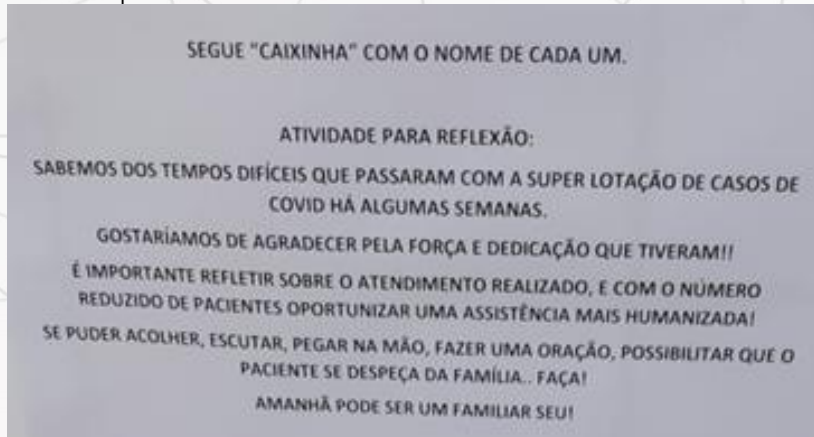 SEGUE "CAIXINHA" COM O NOME DE CADA UM.
ATIVIDADE PARA REFLEXÃO:
SABEMOS DOS TEMPOS DIFÍCEIS QUE PASSARAM COM A SUPER LOTAÇÃO DE CASOS DE
COVID HÁ ALGUMAS SEMANAS.
GOSTARÍAMOS DE AGRADECER PELA FORÇA E DEDICAÇÃO QUE TIVERAM!!
É IMPORTANTE REFLETIR SOBRE O ATENDIMENTO REALIZADO, E COM O NÚMERO
REDUZIDO DE PACIENTES OPORTUNIZAR UMA ASSISTÊNCIA MAIS HUMANIZADA!
SE PUDER ACOLHER, ESCUTAR, PEGAR NA MÃO, FAZER UMA ORAÇÃO, POSSIBILITAR QUE O
PACIENTE SE DESPEÇA DA FAMÍLIA.. FAÇA!
AMANHÃ PODE SER UM FAMILIAR SEU!